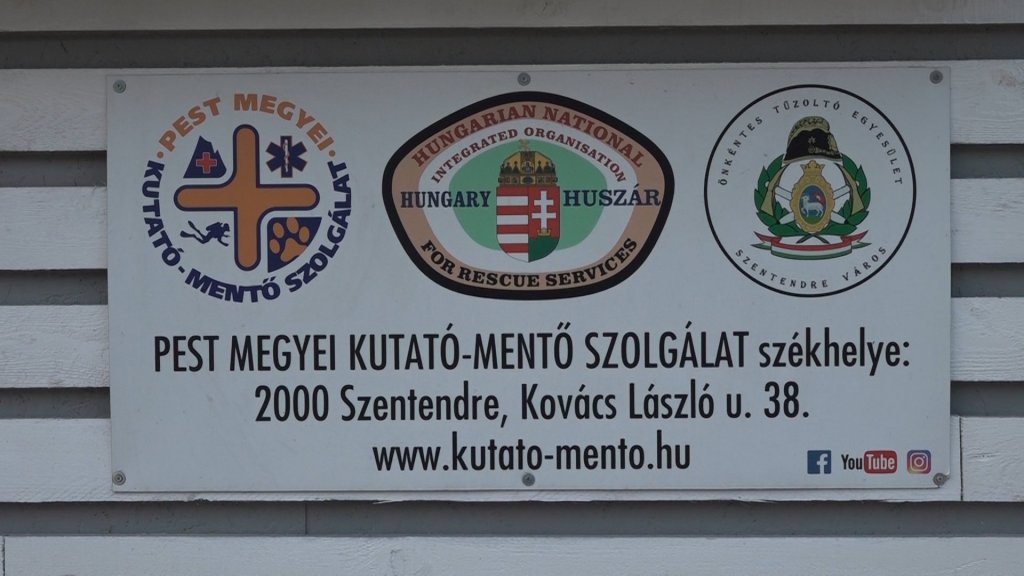 PEST MEGYEI
KUTATÓ-MENTŐ SZOLGÁLAT
HUNGARIAN NATIONAL
INTEGRATED ORGANISATION
HUNGARY HUSZÁR
FOR RESCUE SERVICES
ÖNKÉNTES TŰZOLTÓ EGYESÜLET
SZENTENDRE VÁROS
PEST MEGYEI KUTATÓ-MENTŐ SZOLGÁLAT székhelye:
2000 Szentendre, Kovács László u. 38.
www.kutato-mento.hu
f YouTube